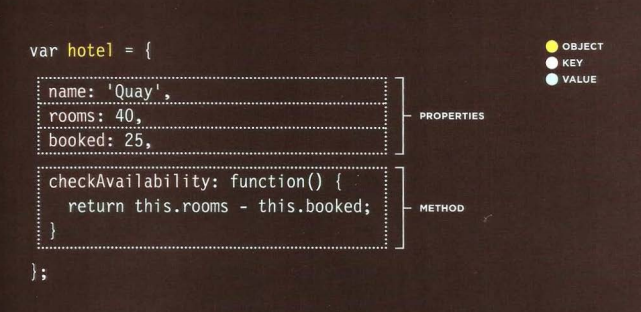 var hotel = {
OBJECT
KEY
VALUE
name: 'Quay',
rooms: 40,
booked: 25,
PROPERTIES
checkAvailability: function() {
return this.rooms - this.booked;
}
METHOD
};